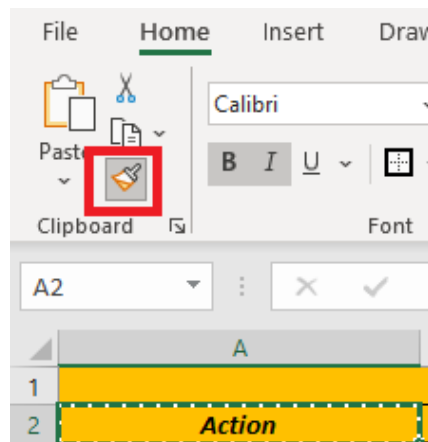 File Home Insert Draw
Calibri
Paste
B I U
Clipboard Font
A2
A
1
2 Action